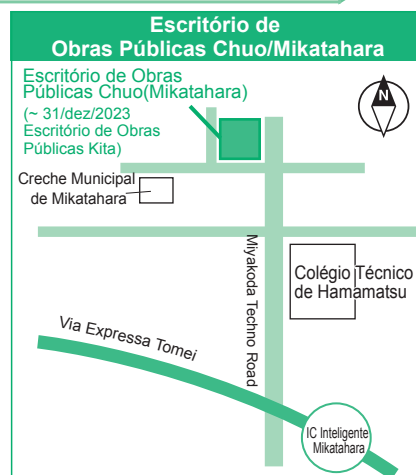 Escritório de
Obras Públicas Chuo/Mikatahara
Escritório de Obras
Públicas Chuo(Mikatahara)
(~ 31/dez/2023
Escritório de Obras
Públicas Kita)
N
Creche Municipal
de Mikatahara
Miyakoda Techno Road
Colégio Técnico
de Hamamatsu
Via Expressa Tomei
IC Inteligente
Mikatahara